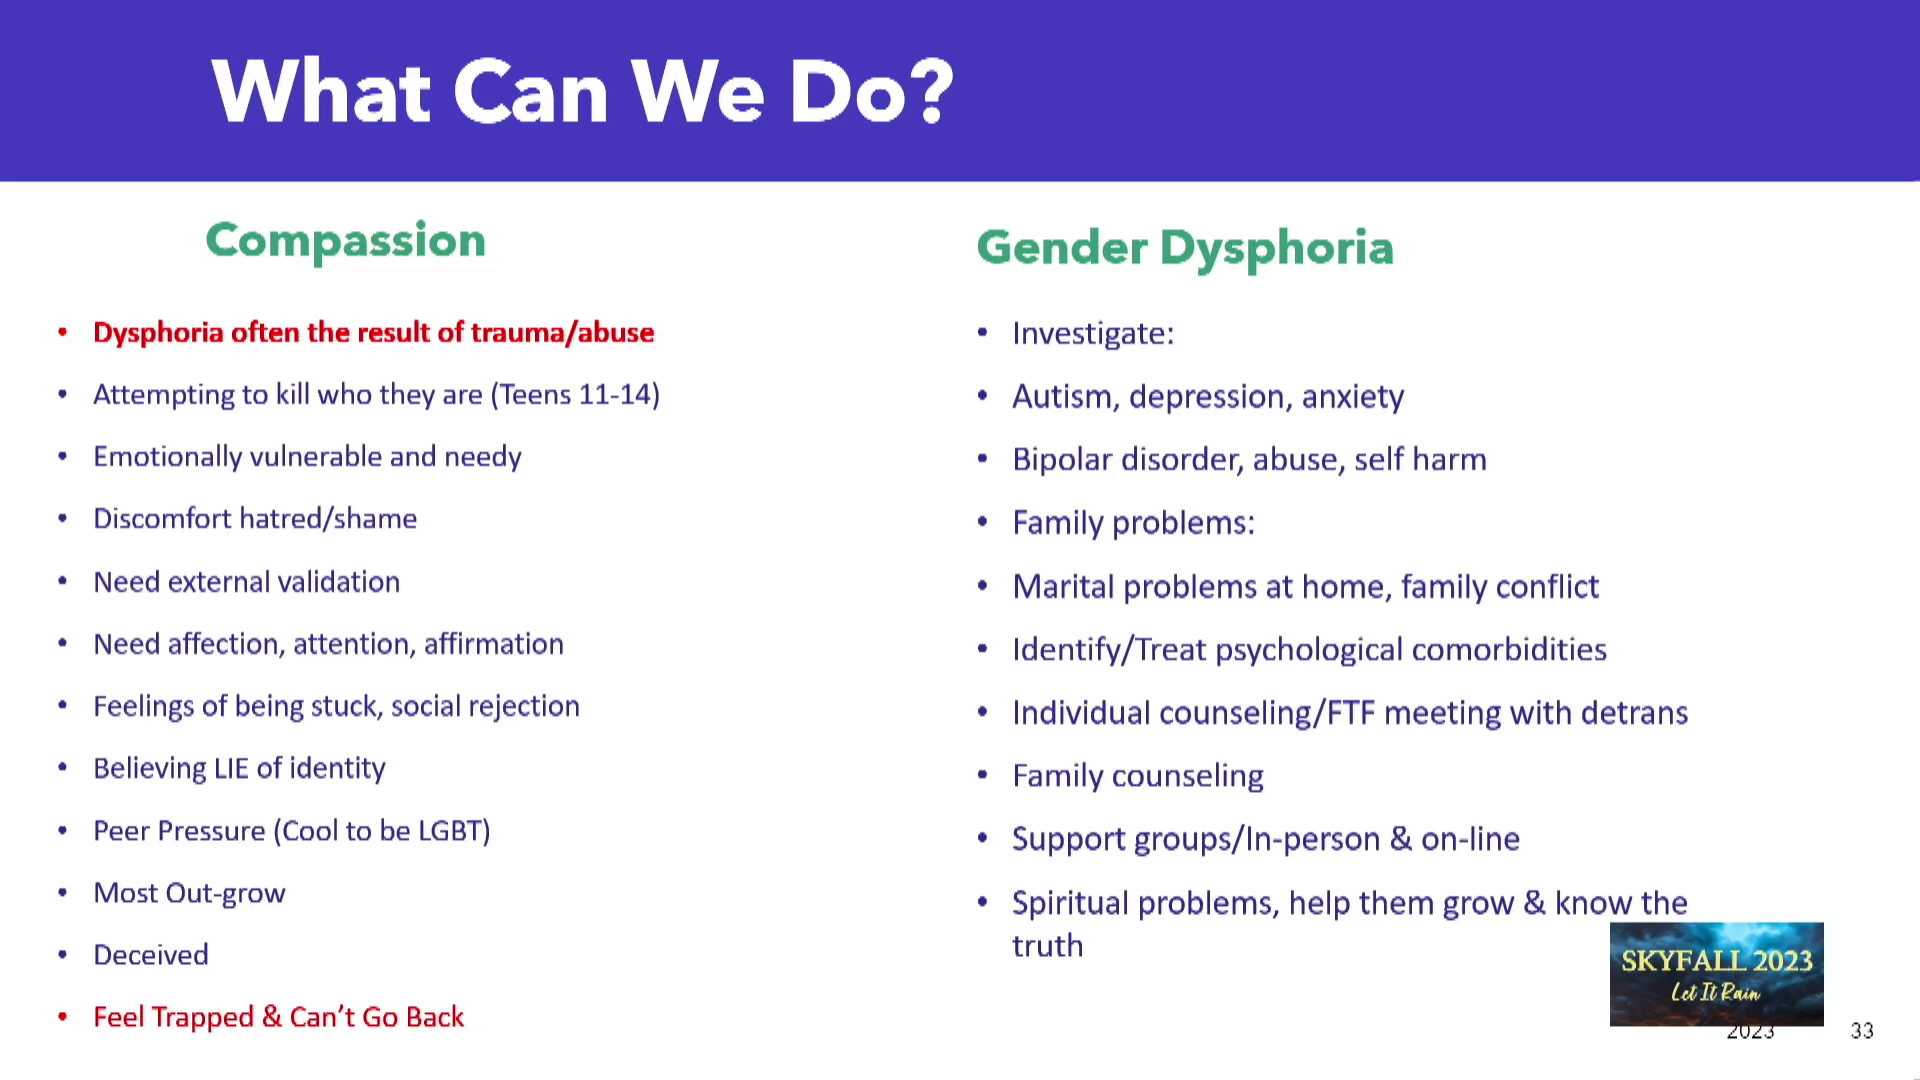 What Can We Do?
Compassion
• Dysphoria often the result of trauma/abuse
• Attempting to kill who they are (Teens 11-14)
• Emotionally vulnerable and needy
• Discomfort hatred/shame
• Need external validation
• Need affection, attention, affirmation
• Feelings of being stuck, social rejection
• Believing LIE of identity
• Peer Pressure (Cool to be LGBT)
• Most Out-grow
• Deceived
• Feel Trapped & Can’t Go Back
Gender Dysphoria
• Investigate:
• Autism, depression, anxiety
• Bipolar disorder, abuse, self harm
• Family problems:
• Marital problems at home, family conflict
• Identify/Treat psychological comorbidities
• Individual counseling/FTF meeting with detrans
• Family counseling
• Support groups/In-person & on-line
• Spiritual problems, help them grow & know the
truth
SKYFALL 2023
Let It Rain
2023
33